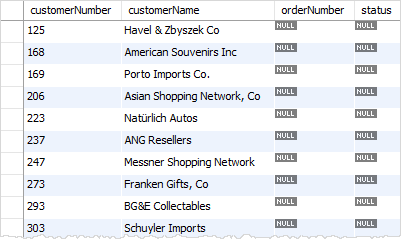 customerNumber customerName orderNumber status
125 Havel & Zbyszek Co NULL NULL
168 American Souvenirs Inc NULL NULL
169 Porto Imports Co. NULL NULL
206 Asian Shopping Network, Co NULL NULL
223 Natürlich Autos NULL NULL
237 ANG Resellers NULL NULL
247 Messner Shopping Network NULL NULL
273 Franken Gifts, Co NULL NULL
293 BG&E Collectables NULL NULL
303 Schuyler Imports NULL NULL